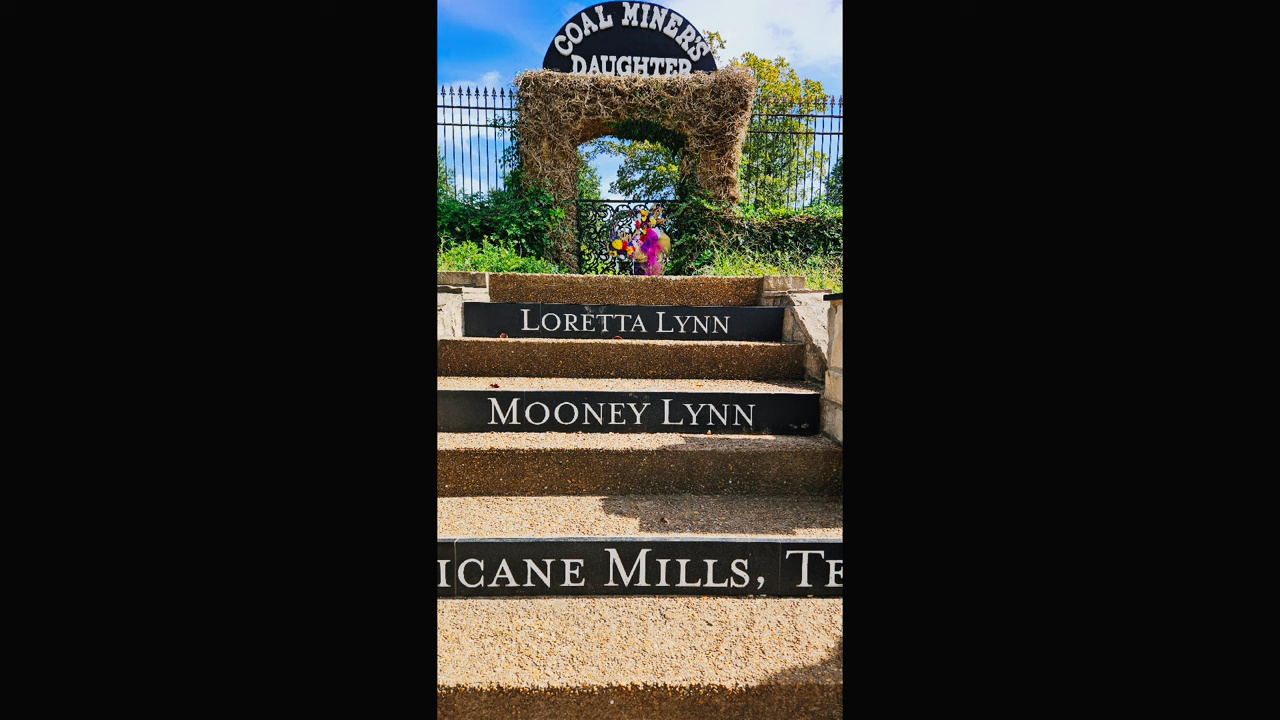 COAL MINER'S
DAUGHTER
LORETTA LYNN
MOONEY LYNN
ICANE MILLS, TE